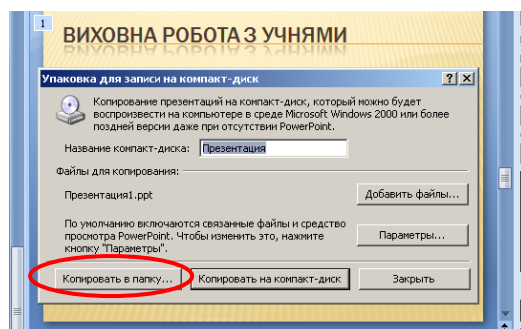 1
ВИХОВНА РОБОТА З УЧНЯМИ
Упаковка для записи на компакт-диск
Копирование презентаций на компакт-диск, который можно будет
воспроизвести на компьютере в среде Microsoft Windows 2000 или более
поздней версии даже при отсутствии PowerPoint.
Название компакт-диска: Презентация
Файлы для копирования:
Презентация1.ppt
Добавить файлы...
По умолчанию включаются связанные файлы и средство
просмотра PowerPoint. Чтобы изменить это, нажмите
кнопку "Параметры".
Параметры...
Копировать в папку... Копировать на компакт-диск Закрыть